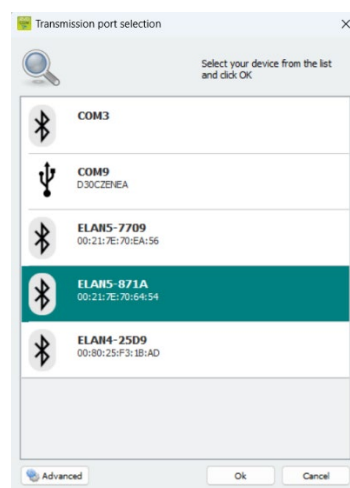 Transmission port selection
Select your device from the list
and click OK
COM3
COM9
D30CZENEA
ELAN5-7709
00:21:7E:70:EA:56
ELAN5-871A
00:21:7E:70:64:54
ELAN4-25D9
00:80:25:F3:1B:AD
Advanced
Ok
Cancel